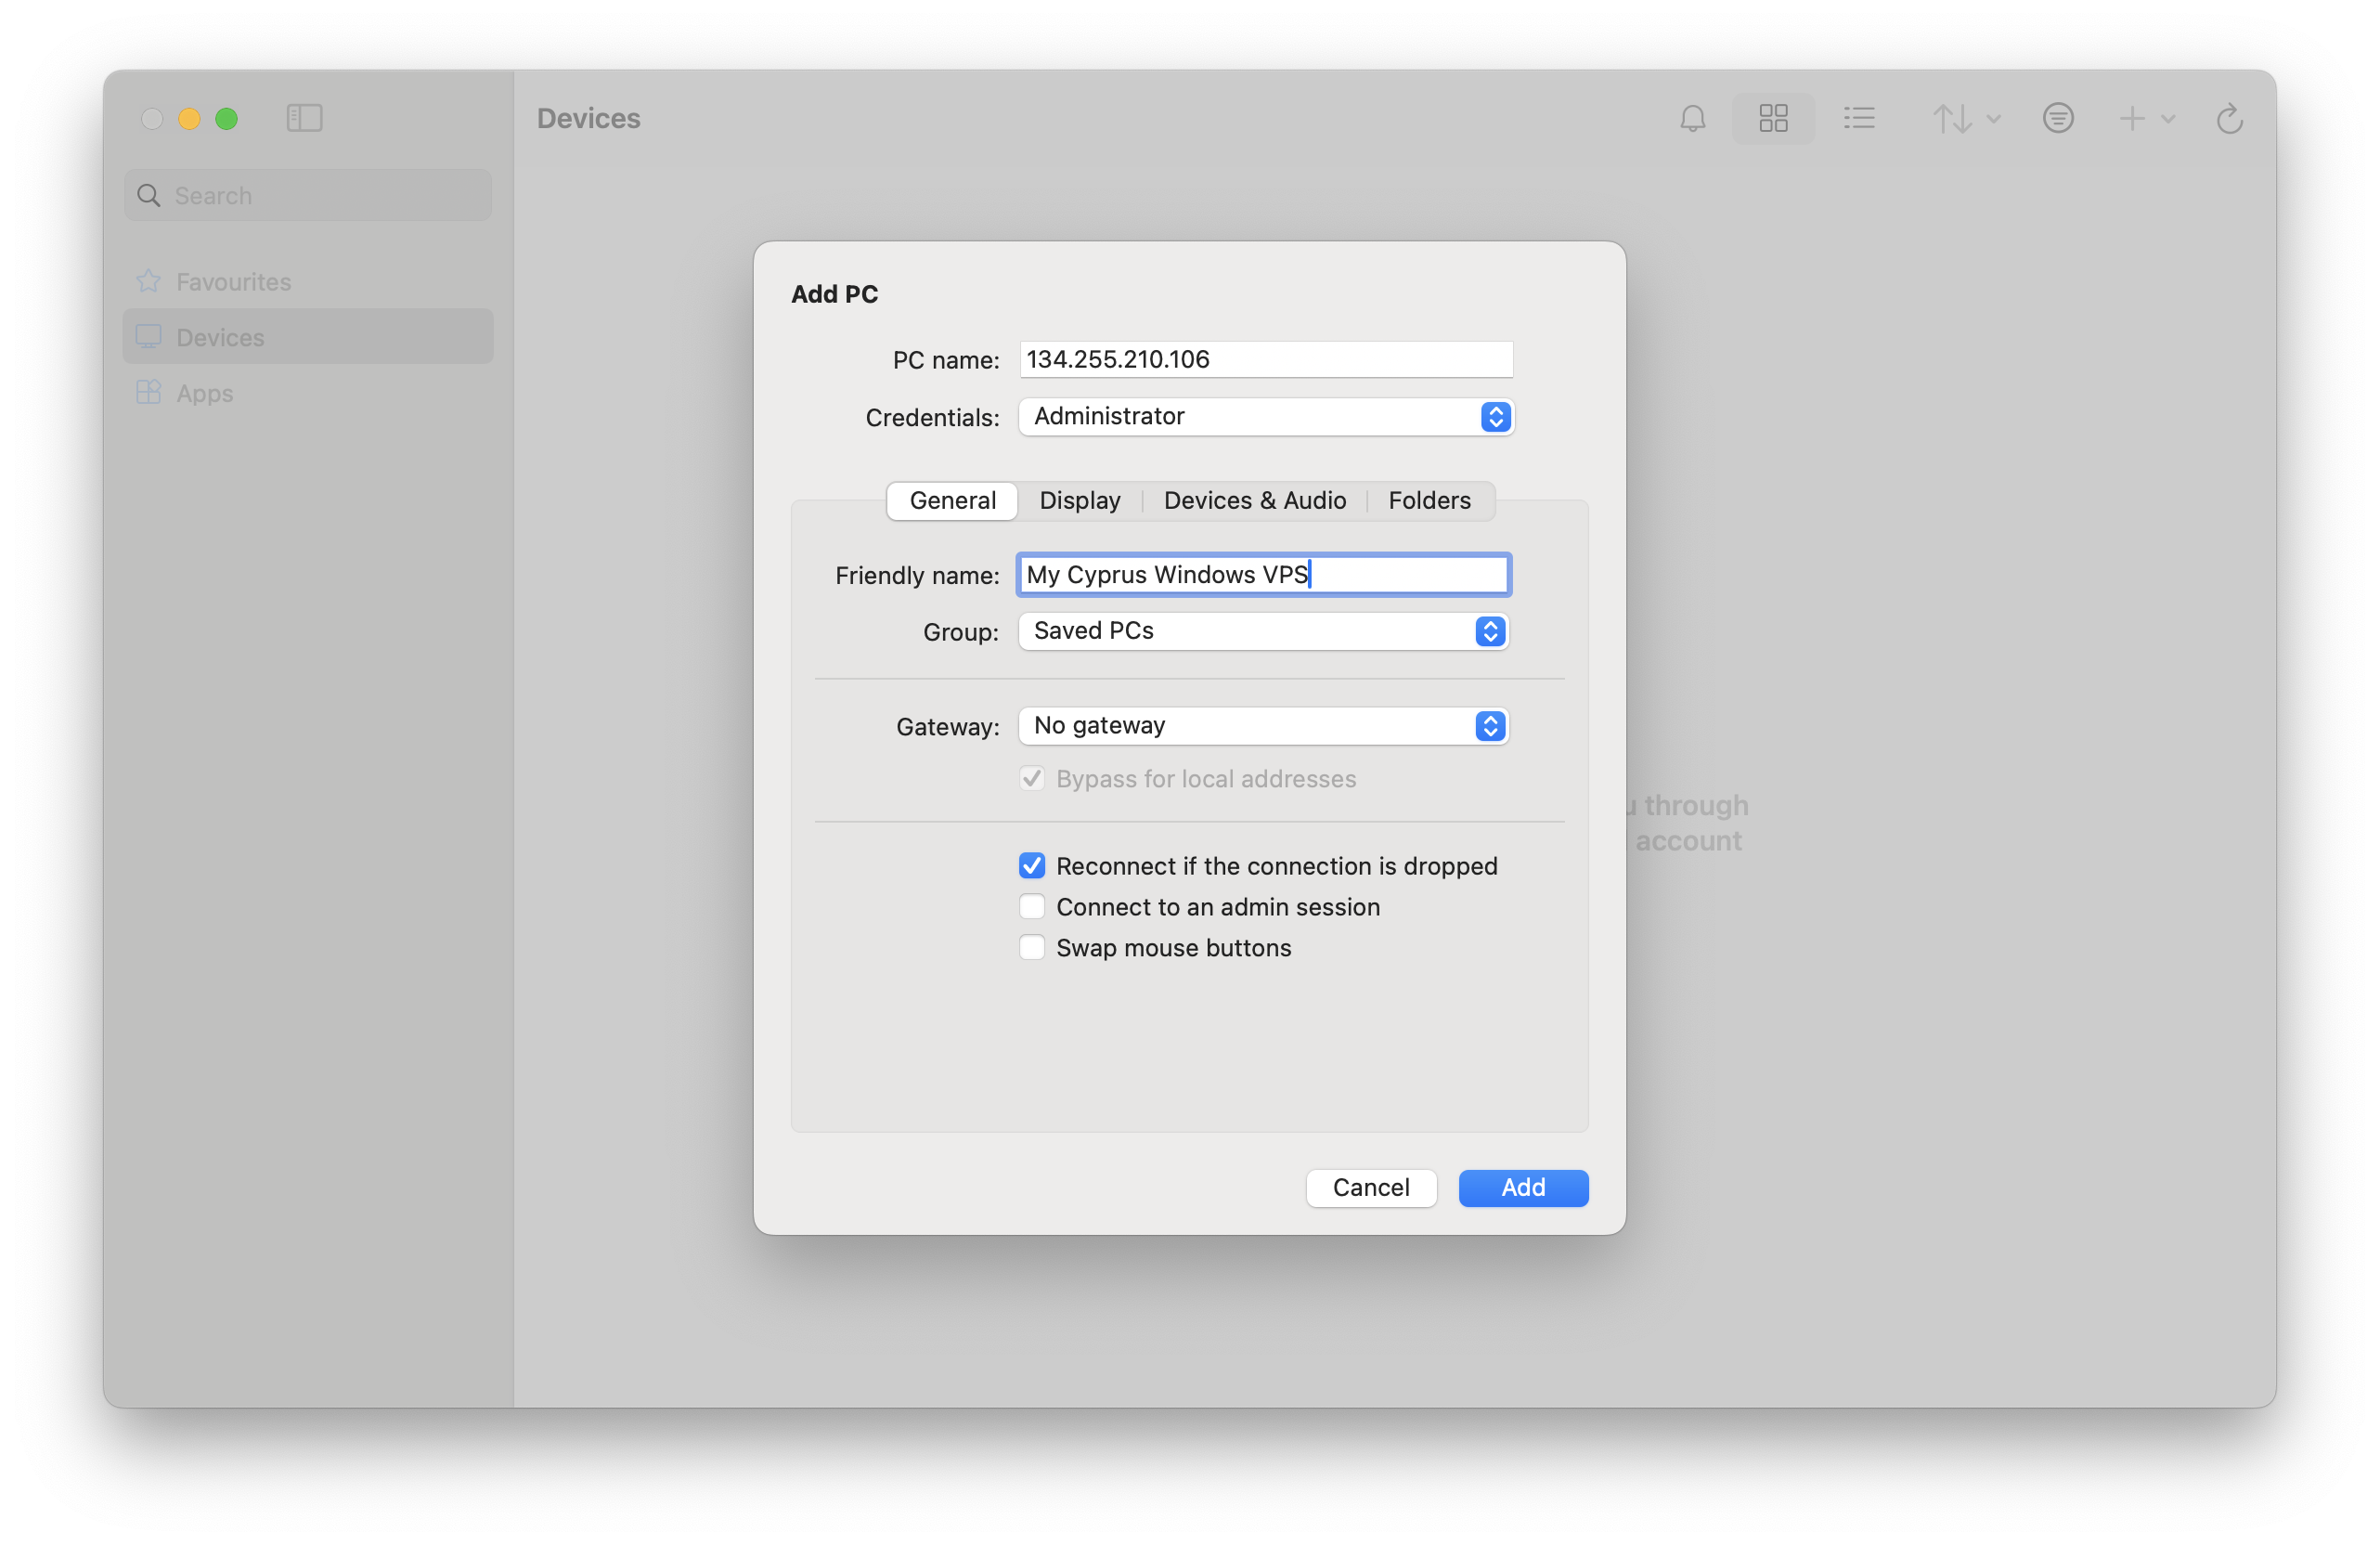 Devices
Search
Favourites
Devices
Apps
Add PC
PC name: 134.255.210.106
Credentials: Administrator
General Display Devices & Audio Folders
Friendly name: My Cyprus Windows VPS
Group: Saved PCs
Gateway: No gateway
Bypass for local addresses
through
account
Reconnect if the connection is dropped
Connect to an admin session
Swap mouse buttons
Cancel Add